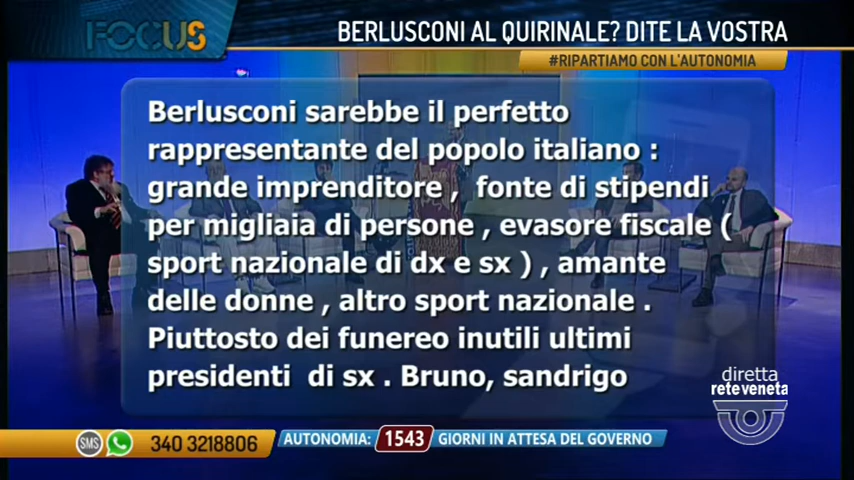 FOCUS
BERLUSCONI AL QUIRINALE? DITE LA VOSTRA
#RIPARTIAMO CON L'AUTONOMIA
Berlusconi sarebbe il perfetto
rappresentante del popolo italiano :
grande imprenditore , fonte di stipendi
per migliaia di persone , evasore fiscale (
sport nazionale di dx e sx ) , amante
delle donne , altro sport nazionale .
Piuttosto dei funereo inutili ultimi
presidenti di sx . Bruno, sandrigo
diretta
reteveneta
SMS 340 3218806
AUTONOMIA: 1543 GIORNI IN ATTESA DEL GOVERNO